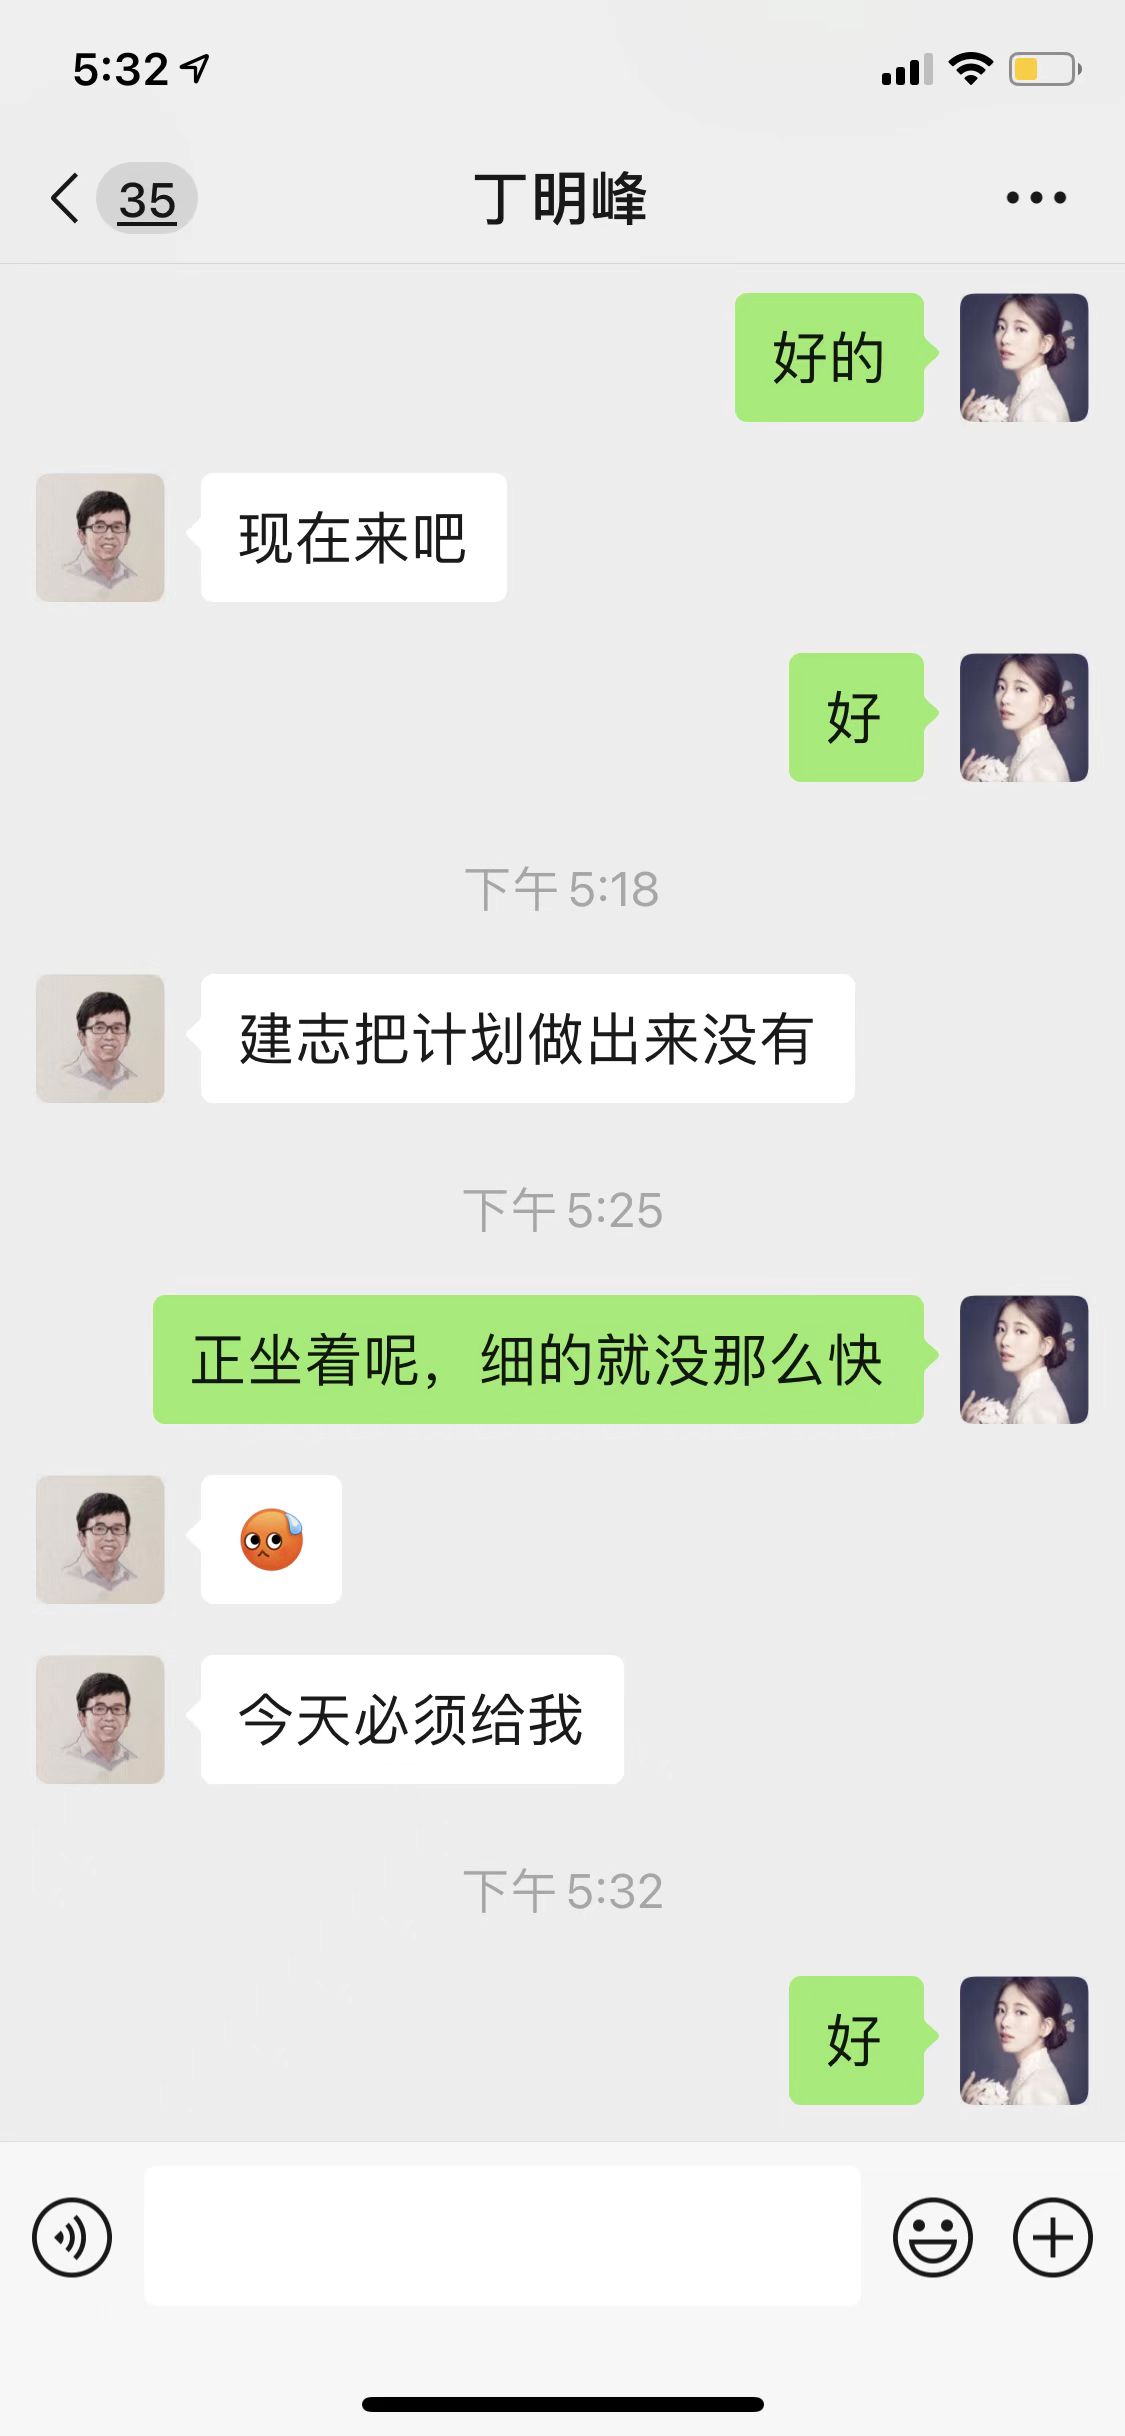 5:32
35
丁明峰
好的
现在来吧
好
下午 5:18
建志把计划做出来没有
下午 5:25
正坐着呢，细的就没那么快
今天必须给我
下午 5:32
好